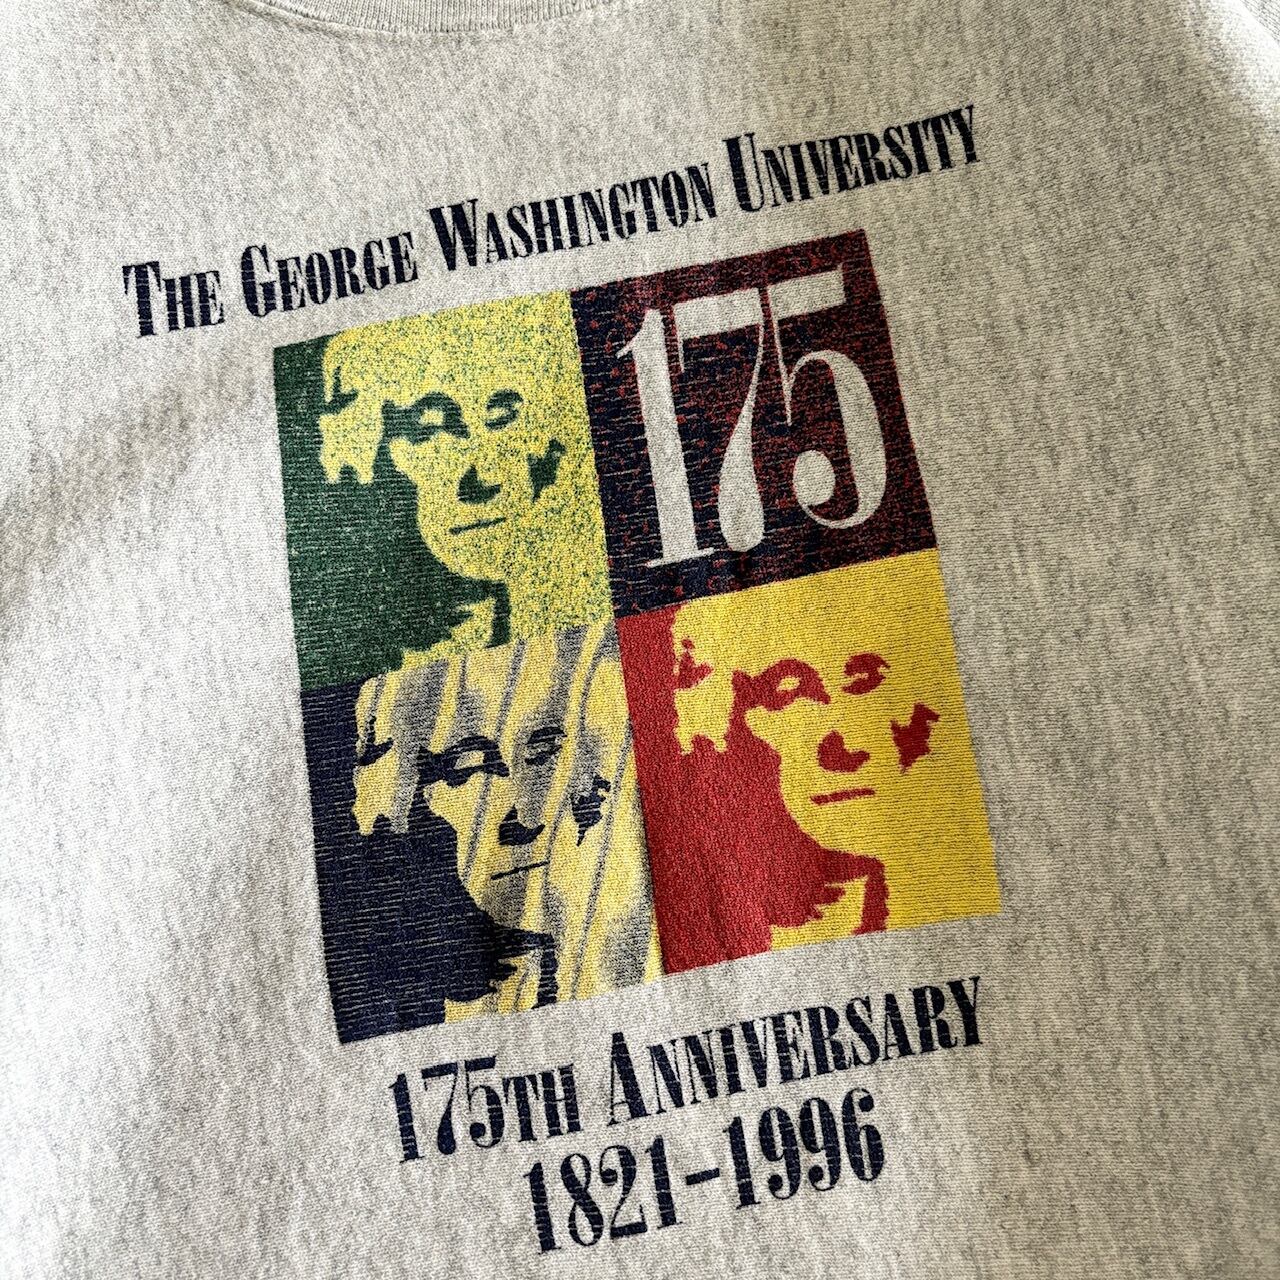 THE GEORGE WASHINGTON UNIVERSITY
175
175TH ANNIVERSARY
1821-1996